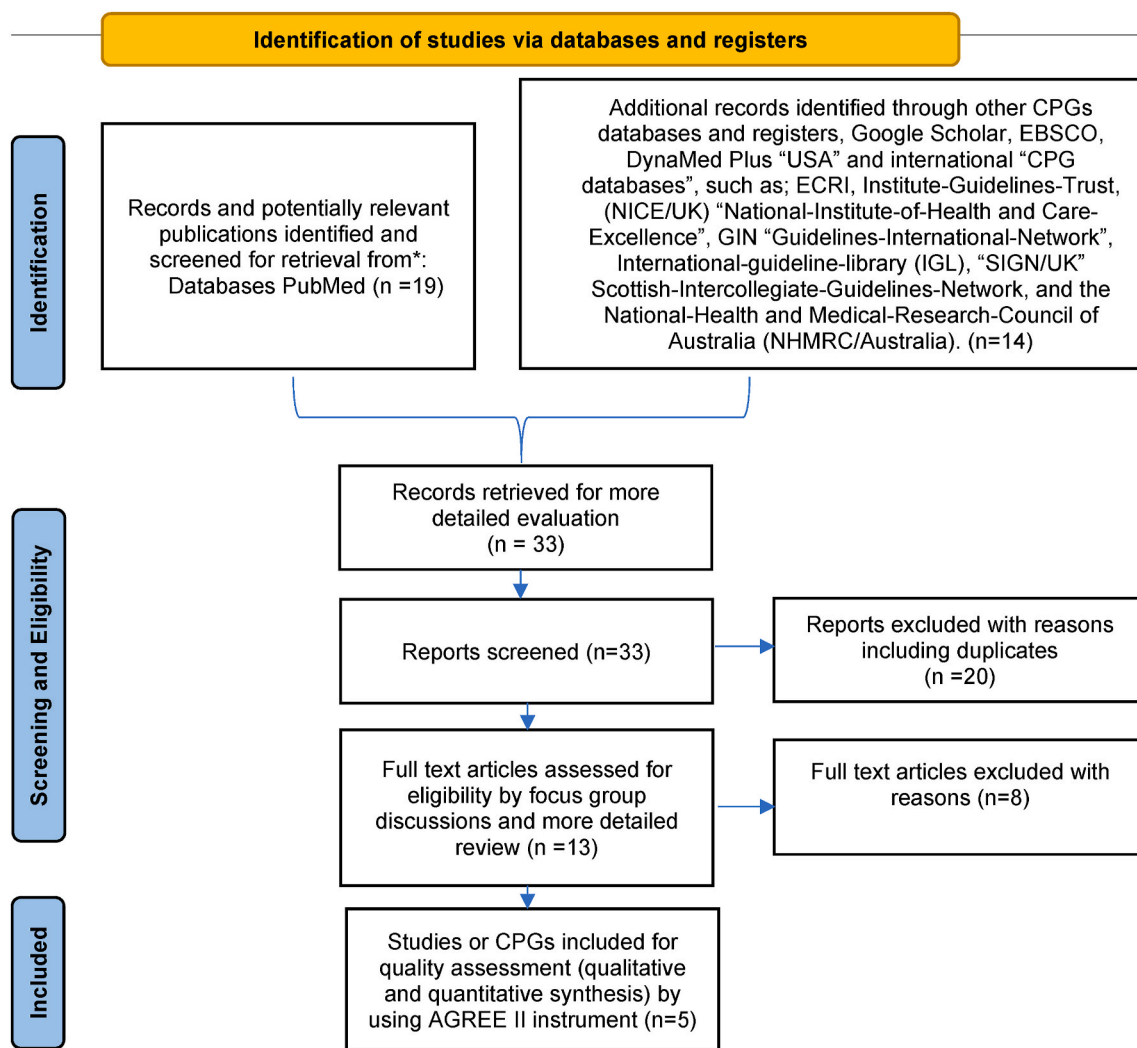 Identification of studies via databases and registers
Identification
Records and potentially relevant
publications identified and
screened for retrieval from*:
Databases PubMed (n =19)
Additional records identified through other CPGs
databases and registers, Google Scholar, EBSCO,
DynaMed Plus “USA” and international “CPG
databases”, such as; ECRI, Institute-Guidelines-Trust,
(NICE/UK) “National-Institute-of-Health and Care-
Excellence”, GIN “Guidelines-International-Network”,
International-guideline-library (IGL), “SIGN/UK”
Scottish-Intercollegiate-Guidelines-Network, and the
National-Health and Medical-Research-Council of
Australia (NHMRC/Australia). (n=14)
Screening and Eligibility
Records retrieved for more
detailed evaluation
(n = 33)
Reports screened (n=33)
Reports excluded with reasons
including duplicates
(n =20)
Full text articles assessed for
eligibility by focus group
discussions and more detailed
review (n =13)
Full text articles excluded with
reasons (n=8)
Included
Studies or CPGs included for
quality assessment (qualitative
and quantitative synthesis) by
using AGREE II instrument (n=5)